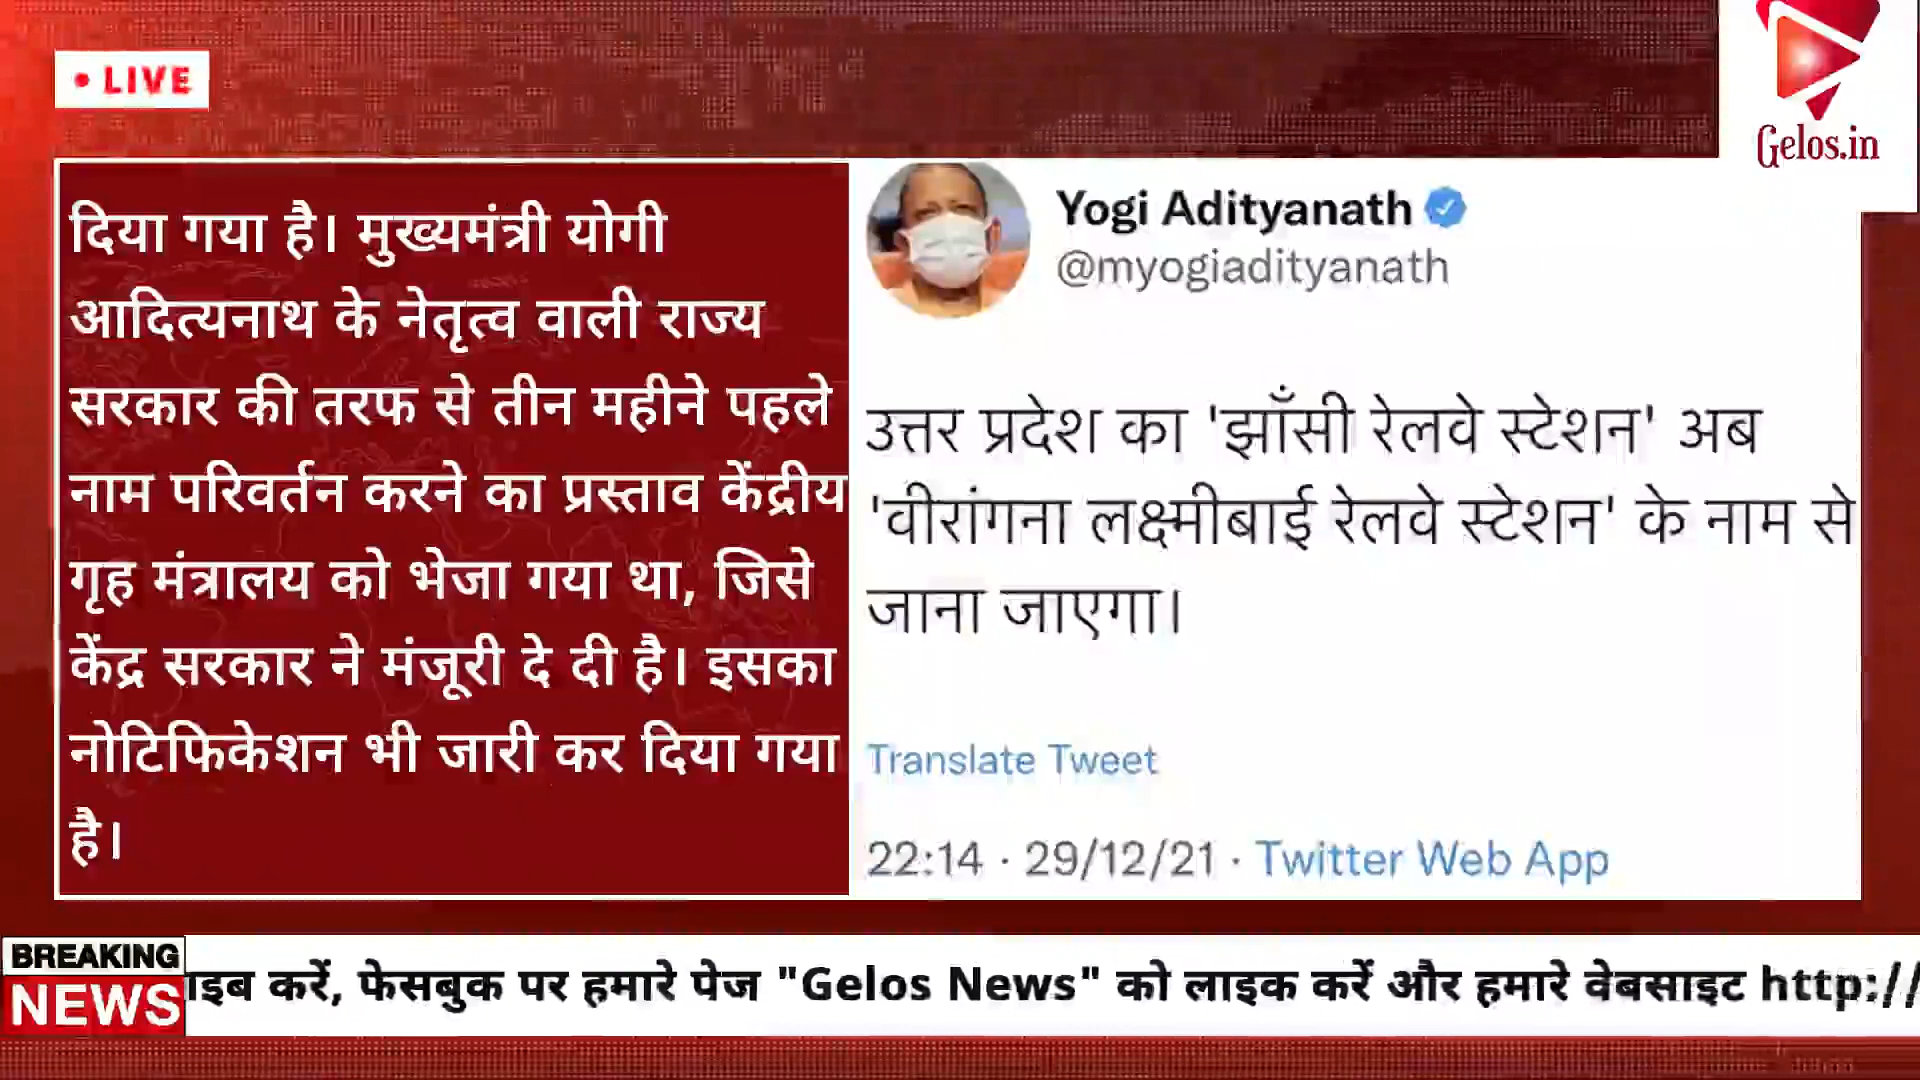 • LIVE
Gelos.in
दिया गया है। मुख्यमंत्री योगी
आदित्यनाथ के नेतृत्व वाली राज्य
सरकार की तरफ से तीन महीने पहले
नाम परिवर्तन करने का प्रस्ताव केंद्रीय
गृह मंत्रालय को भेजा गया था, जिसे
केंद्र सरकार ने मंजूरी दे दी है। इसका
नोटिफिकेशन भी जारी कर दिया गया
है।
Yogi Adityanath
@myogiadityanath
उत्तर प्रदेश का 'झाँसी रेलवे स्टेशन' अब
'वीरांगना लक्ष्मीबाई रेलवे स्टेशन' के नाम से
जाना जाएगा।
Translate Tweet
22:14 · 29/12/21 · Twitter Web App
BREAKING
NEWS
करें, फेसबुक पर हमारे पेज "Gelos News" को लाइक करें और हमारे वेबसाइट http://